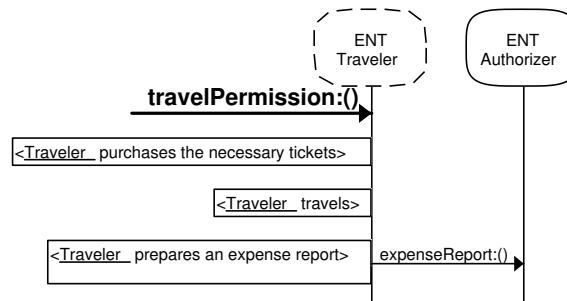 ENT
Traveler
ENT
Authorizer
travelPermission:()
<Traveler  purchases the necessary tickets>
<Traveler  travels>
<Traveler  prepares an expense report>
expenseReport:()